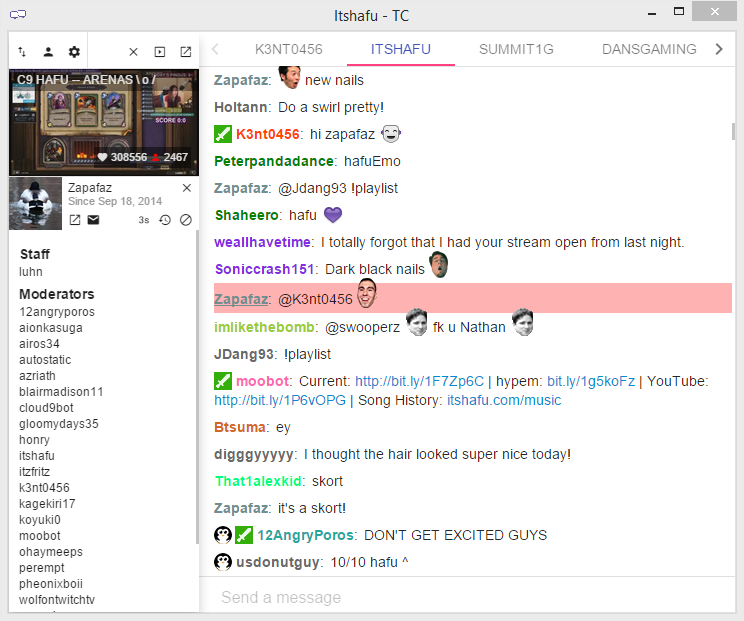 Itshafu - TC
K3NT0456
ITSHAFU
SUMMIT1G
DANSGAMING
C9 HAFU -- ARENAS \ o /
SCORE 0:0
308556 2467
Zapafaz
Since Sep 18, 2014
3s
Staff
luhn
Moderators
12angryporos
aionkasuga
airos34
autostatic
azriath
blairmadison11
cloud9bot
gloomydays35
honry
itshafu
itzfritz
k3nt0456
kagekiri17
koyuki0
moobot
ohaymeeps
perempt
pheonixboii
wolfontwitchtv
Zapafaz: new nails
Holtann: Do a swirl pretty!
K3nt0456: hi zapafaz
Peterpandadance: hafuEmo
Zapafaz: @Jdang93 !playlist
Shaheero: hafu
weallhavetime: I totally forgot that I had your stream open from last night.
Soniccrash151: Dark black nails
Zapafaz: @K3nt0456
imlikethebomb: @swooperz fk u Nathan
JDang93: !playlist
moobot: Current: http://bit.ly/1F7Zp6C | hypem: bit.ly/1g5koFz | YouTube:
http://bit.ly/1P6vOPG | Song History: itshafu.com/music
Btsuma: ey
digggyyyyy: I thought the hair looked super nice today!
That1alexkid: skort
Zapafaz: it's a skort!
12AngryPoros: DON'T GET EXCITED GUYS
usdonutguy: 10/10 hafu ^
Send a message